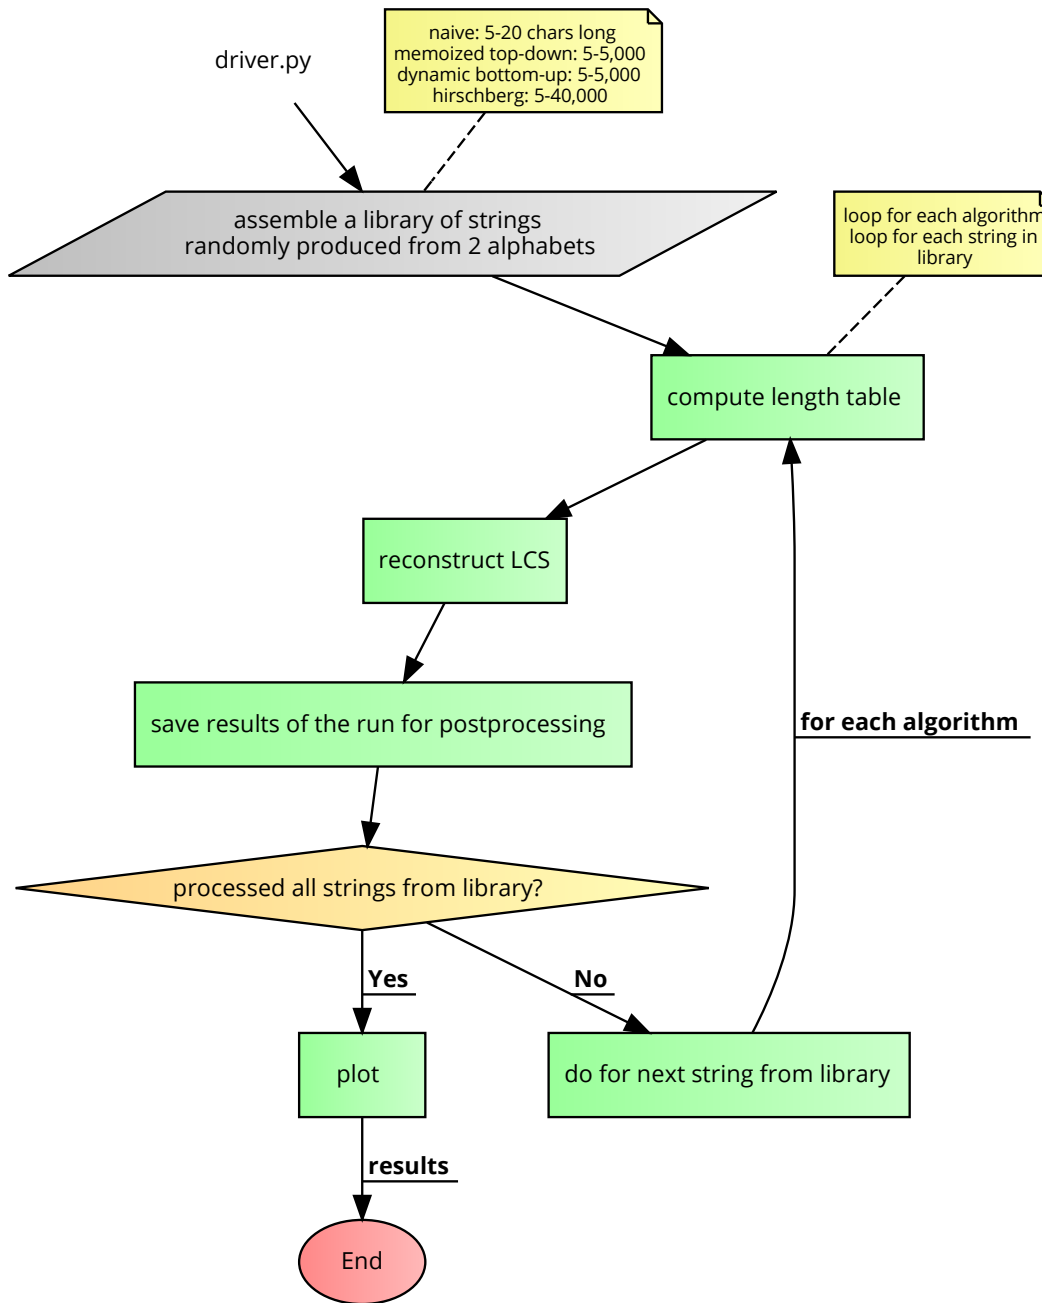 driver.py
naive: 5-20 chars long
memoized top-down: 5-5,000
dynamic bottom-up: 5-5,000
hirschberg: 5-40,000
assemble a library of strings
randomly produced from 2 alphabets
loop for each algorithm
loop for each string in
library
compute length table
reconstruct LCS
save results of the run for postprocessing
for each algorithm
processed all strings from library?
Yes
No
plot
do for next string from library
results
End